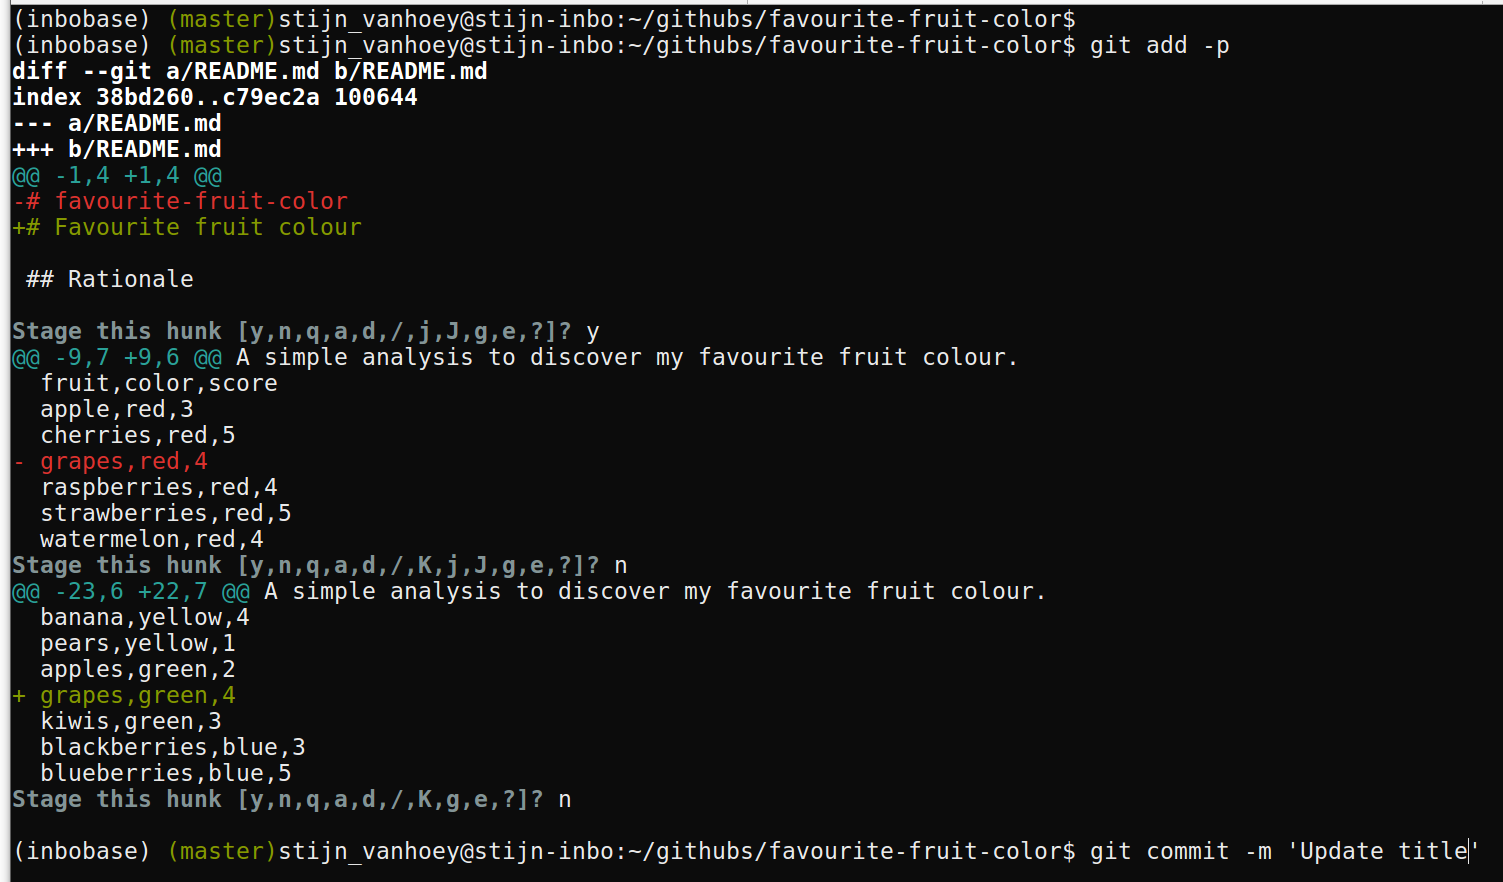 (inbobase) (master)stijn_vanhoey@stijn-inbo:~/githubs/favourite-fruit-color$
(inbobase) (master)stijn_vanhoey@stijn-inbo:~/githubs/favourite-fruit-color$ git add -p
diff --git a/README.md b/README.md
index 38bd260..c79ec2a 100644
--- a/README.md
+++ b/README.md
@@ -1,4 +1,4 @@
-# favourite-fruit-color
+# Favourite fruit colour
## Rationale
Stage this hunk [y,n,q,a,d,/,j,J,g,e,?]? y
@@ -9,7 +9,6 @@ A simple analysis to discover my favourite fruit colour.
fruit,color,score
apple,red,3
cherries,red,5
- grapes,red,4
raspberries,red,4
strawberries,red,5
watermelon,red,4
Stage this hunk [y,n,q,a,d,/,K,j,J,g,e,?]? n
@@ -23,6 +22,7 @@ A simple analysis to discover my favourite fruit colour.
banana,yellow,4
pears,yellow,1
apples,green,2
+ grapes,green,4
kiwis,green,3
blackberries,blue,3
blueberries,blue,5
Stage this hunk [y,n,q,a,d,/,K,g,e,?]? n
(inbobase) (master)stijn_vanhoey@stijn-inbo:~/githubs/favourite-fruit-color$ git commit -m 'Update title'